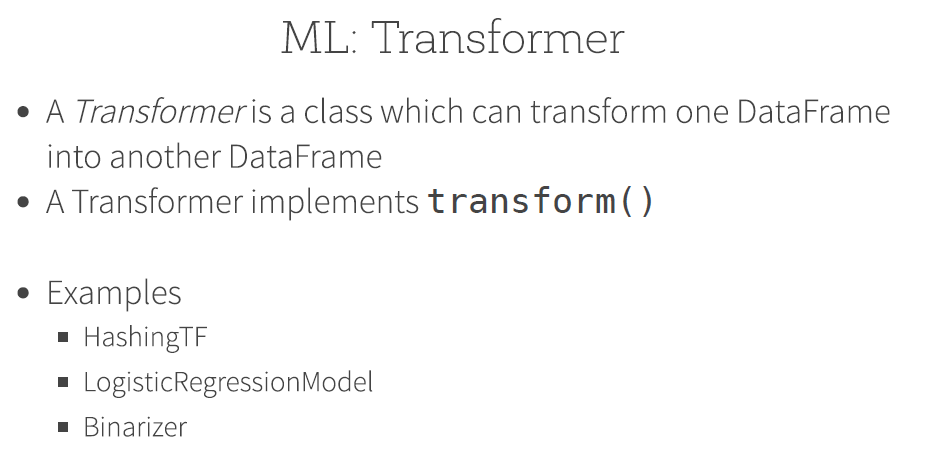 ML: Transformer
• A Transformer is a class which can transform one DataFrame
into another DataFrame
• A Transformer implements transform()
• Examples
▪ HashingTF
▪ LogisticRegressionModel
▪ Binarizer